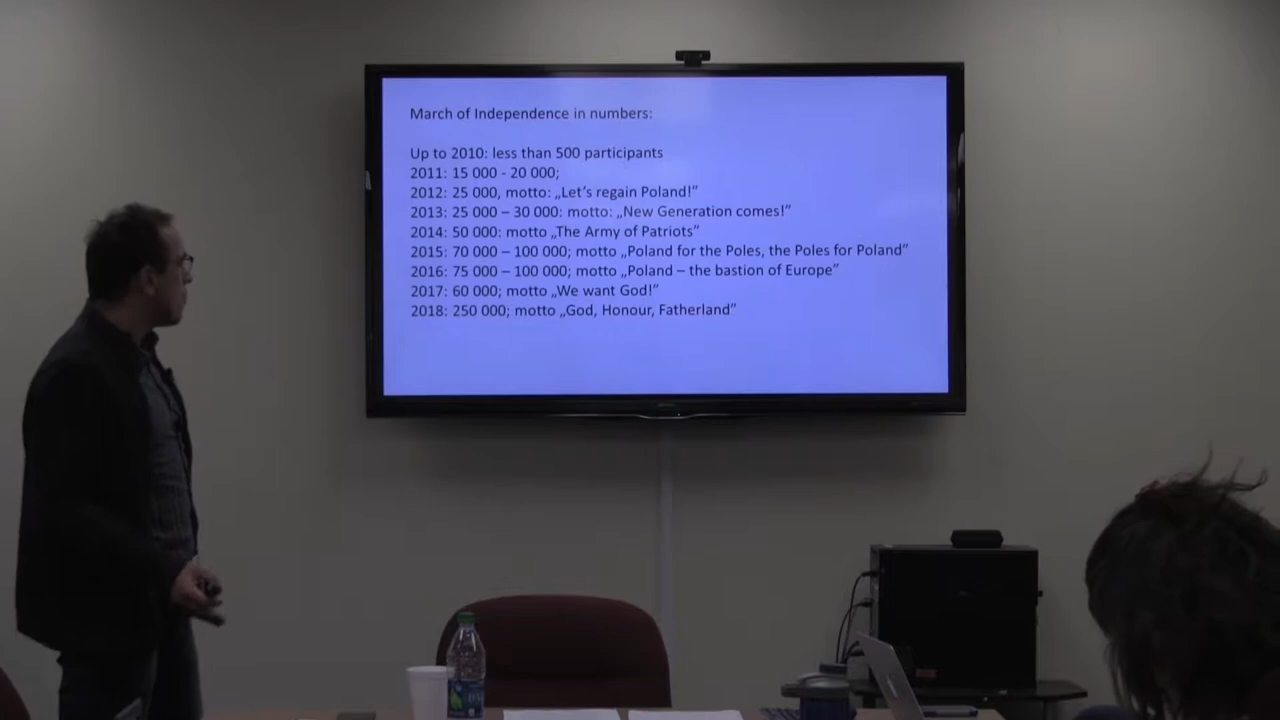 March of Independence in numbers:
Up to 2010: less than 500 participants
2011: 15 000 - 20 000;
2012: 25 000, motto: „Let’s regain Poland!”
2013: 25 000 – 30 000: motto: „New Generation comes!”
2014: 50 000: motto „The Army of Patriots”
2015: 70 000 – 100 000; motto „Poland for the Poles, the Poles for Poland”
2016: 75 000 – 100 000; motto „Poland – the bastion of Europe”
2017: 60 000; motto „We want God!”
2018: 250 000; motto „God, Honour, Fatherland”